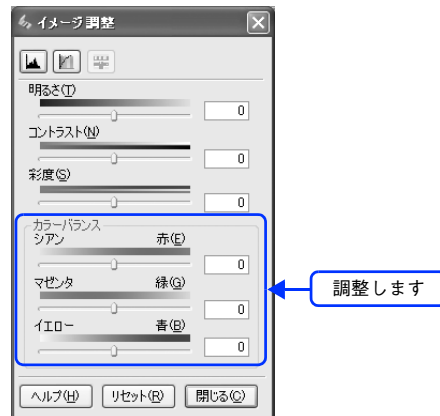 イメージ調整
明るさ(T)
0
コントラスト(N)
0
彩度(S)
0
カラーバランス
シアン 赤(E)
0
マゼンタ 緑(G)
0
イエロー 青(B)
0
調整します
ヘルプ(H) リセット(R) 閉じる(C)